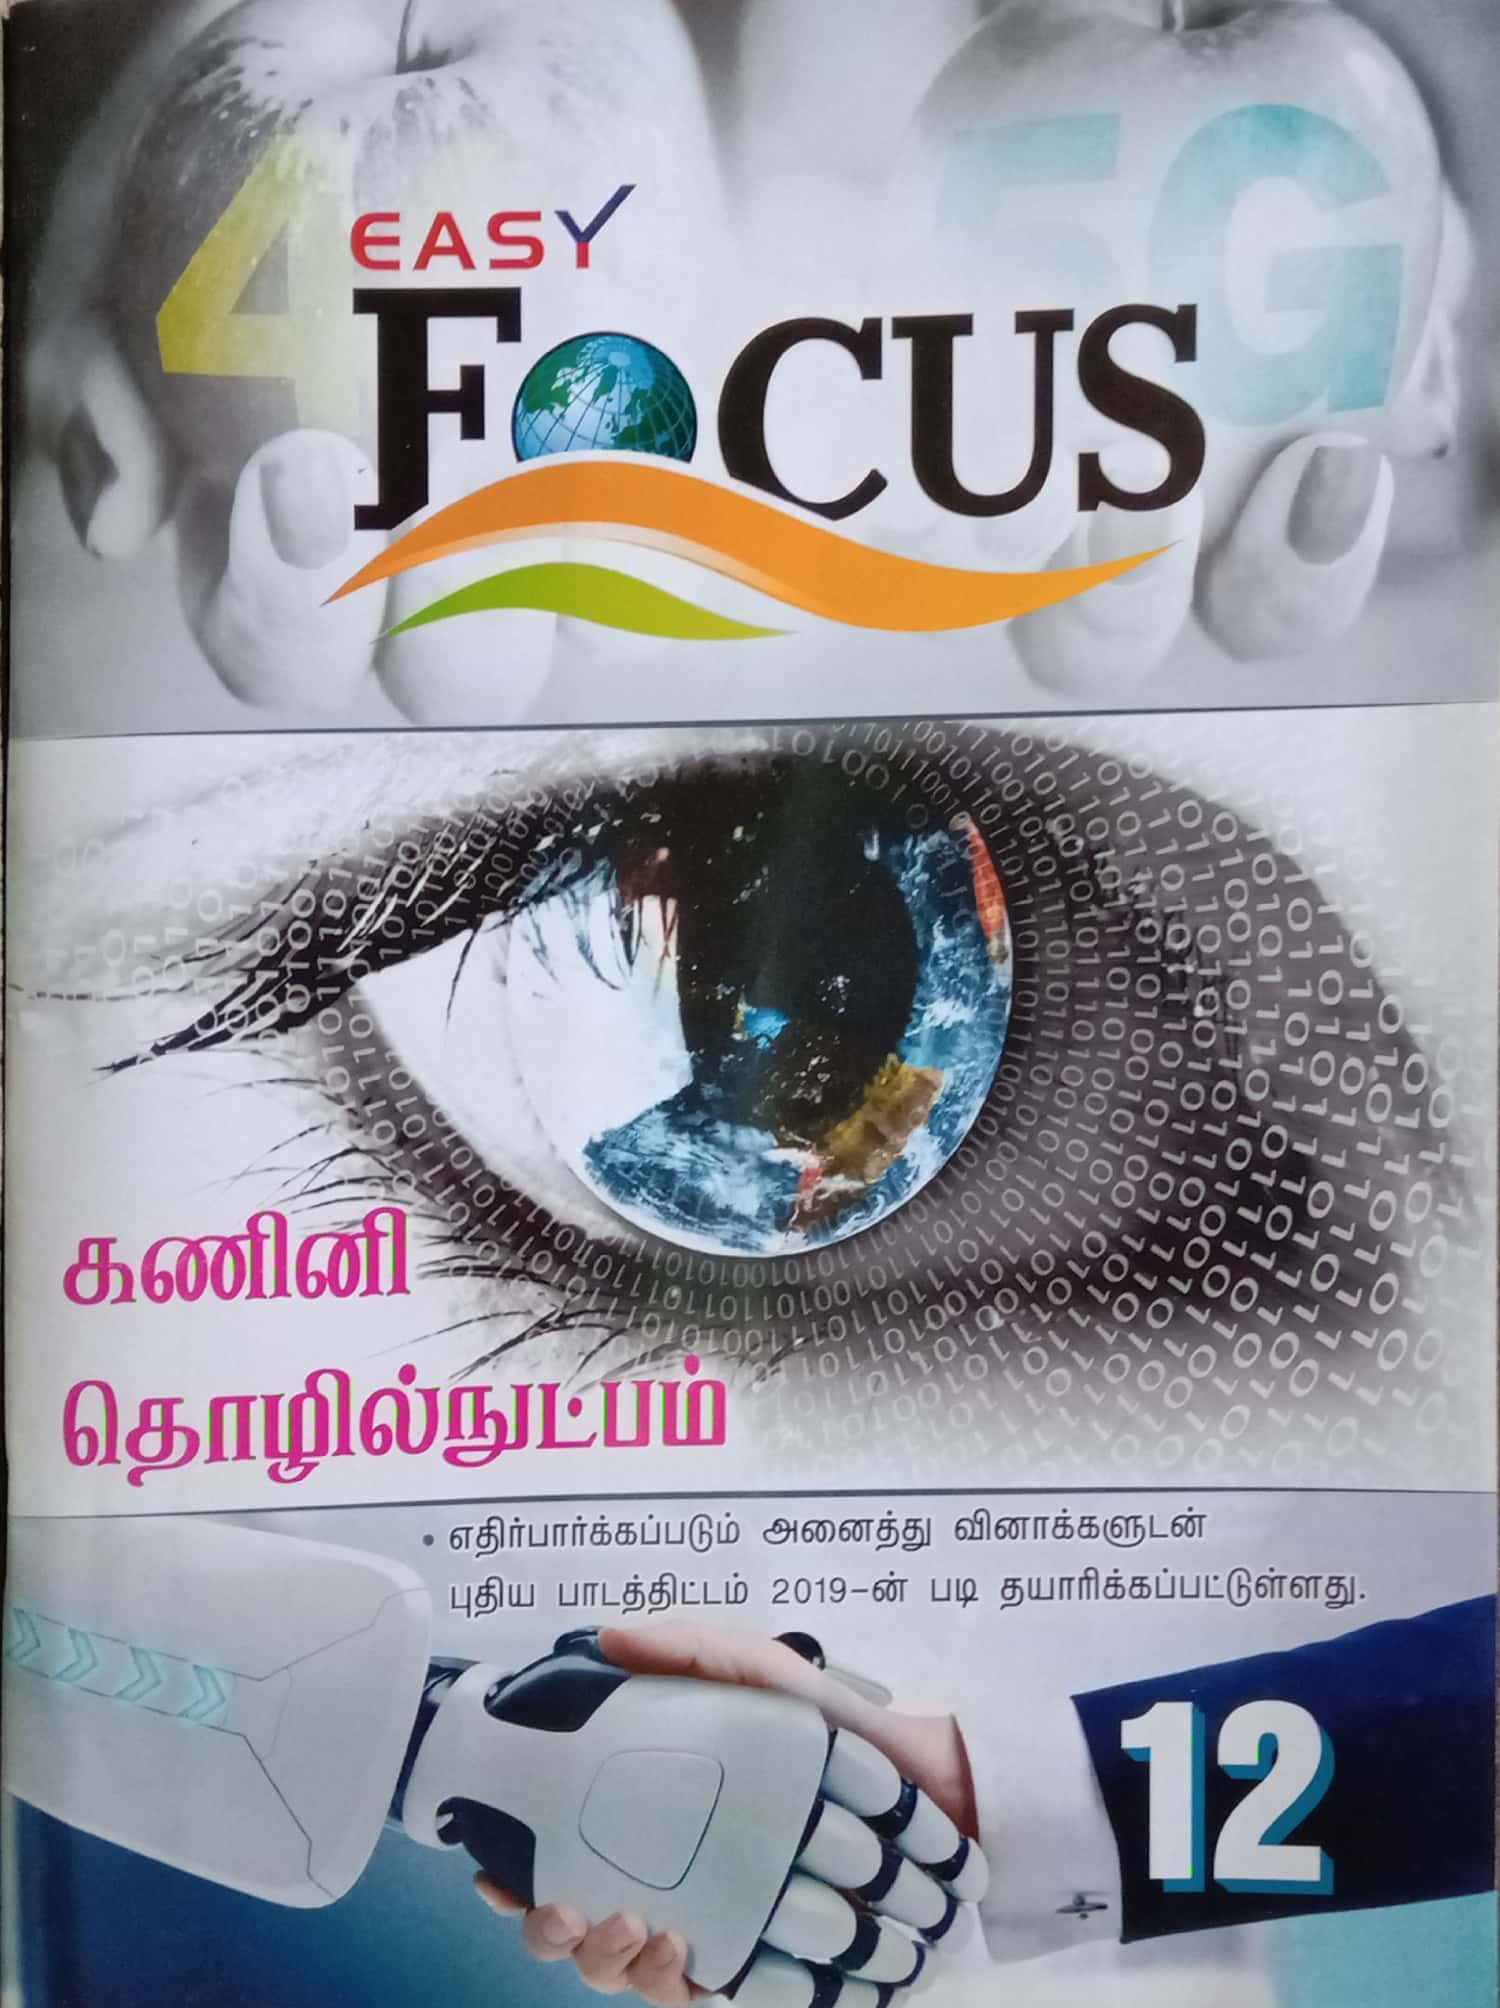 4 5G
EASY
FOCUS
கணினி
தொழில்நுட்பம்
• எதிர்பார்க்கப்படும் அனைத்து வினாக்களுடன்
புதிய பாடத்திட்டம் 2019-ன் படி தயாரிக்கப்பட்டுள்ளது.
12